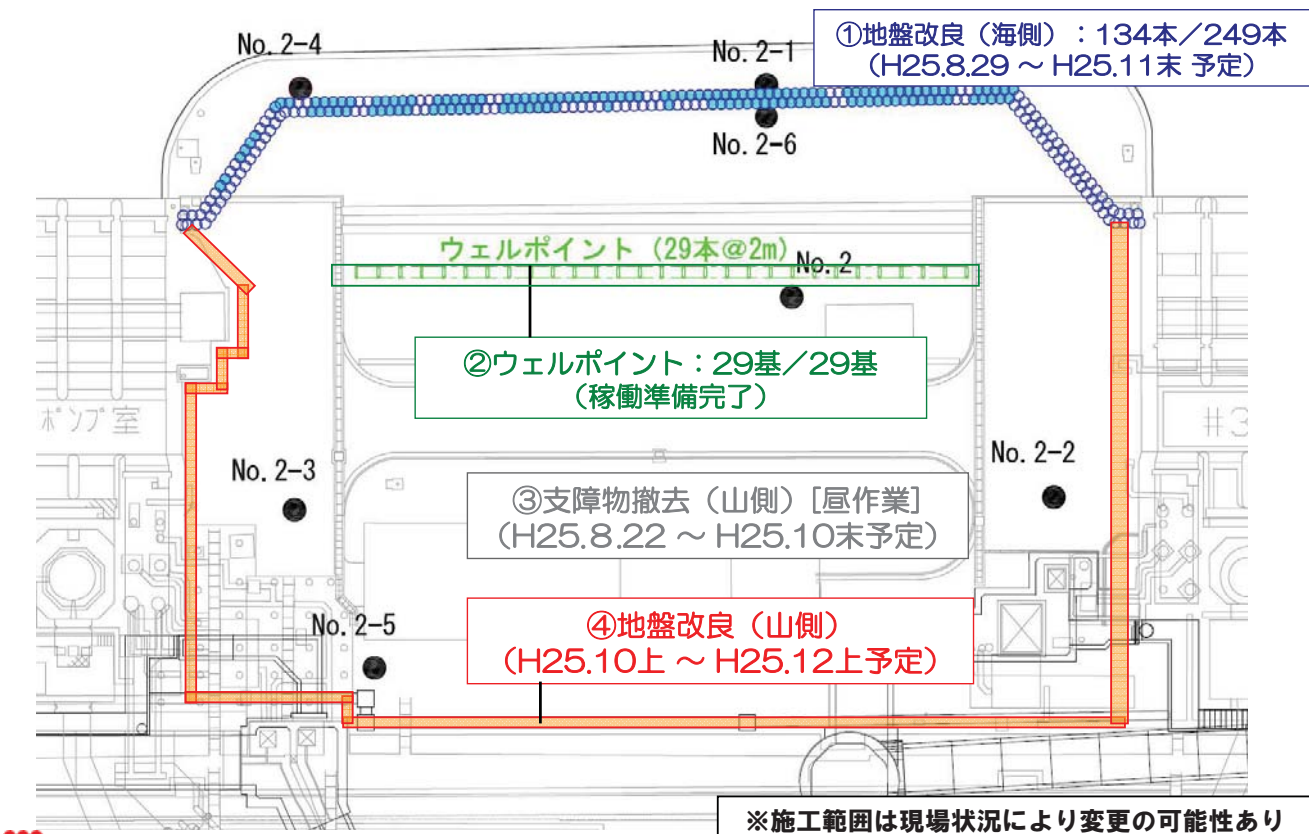 ①地盤改良（海側）：134本／249本
（H25.8.29 ～ H25.11末 予定）
No. 2-4
No. 2-1
No. 2-6
ウェルポイント（29本@2m）
No. 2
②ウェルポイント：29基／29基
（稼働準備完了）
ポンプ室
#3
No. 2-3
No. 2-2
③支障物撤去（山側）[昼作業]
（H25.8.22 ～ H25.10末予定）
No. 2-5
④地盤改良（山側）
（H25.10上 ～ H25.12上予定）
※施工範囲は現場状況により変更の可能性あり